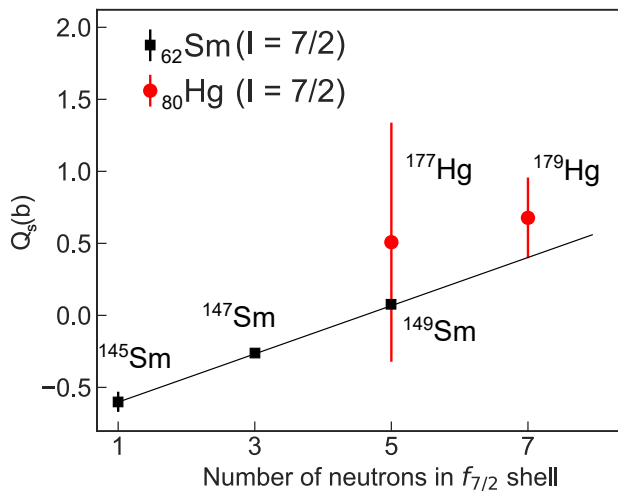 2.0
1.5
1.0
0.5
0.0
−0.5
Qₛ(b)
₆₂Sm (I = 7/2)
₈₀Hg (I = 7/2)
¹⁷⁷Hg
¹⁷⁹Hg
¹⁴⁷Sm
¹⁴⁹Sm
¹⁴⁵Sm
1 3 5 7
Number of neutrons in f₇/₂ shell